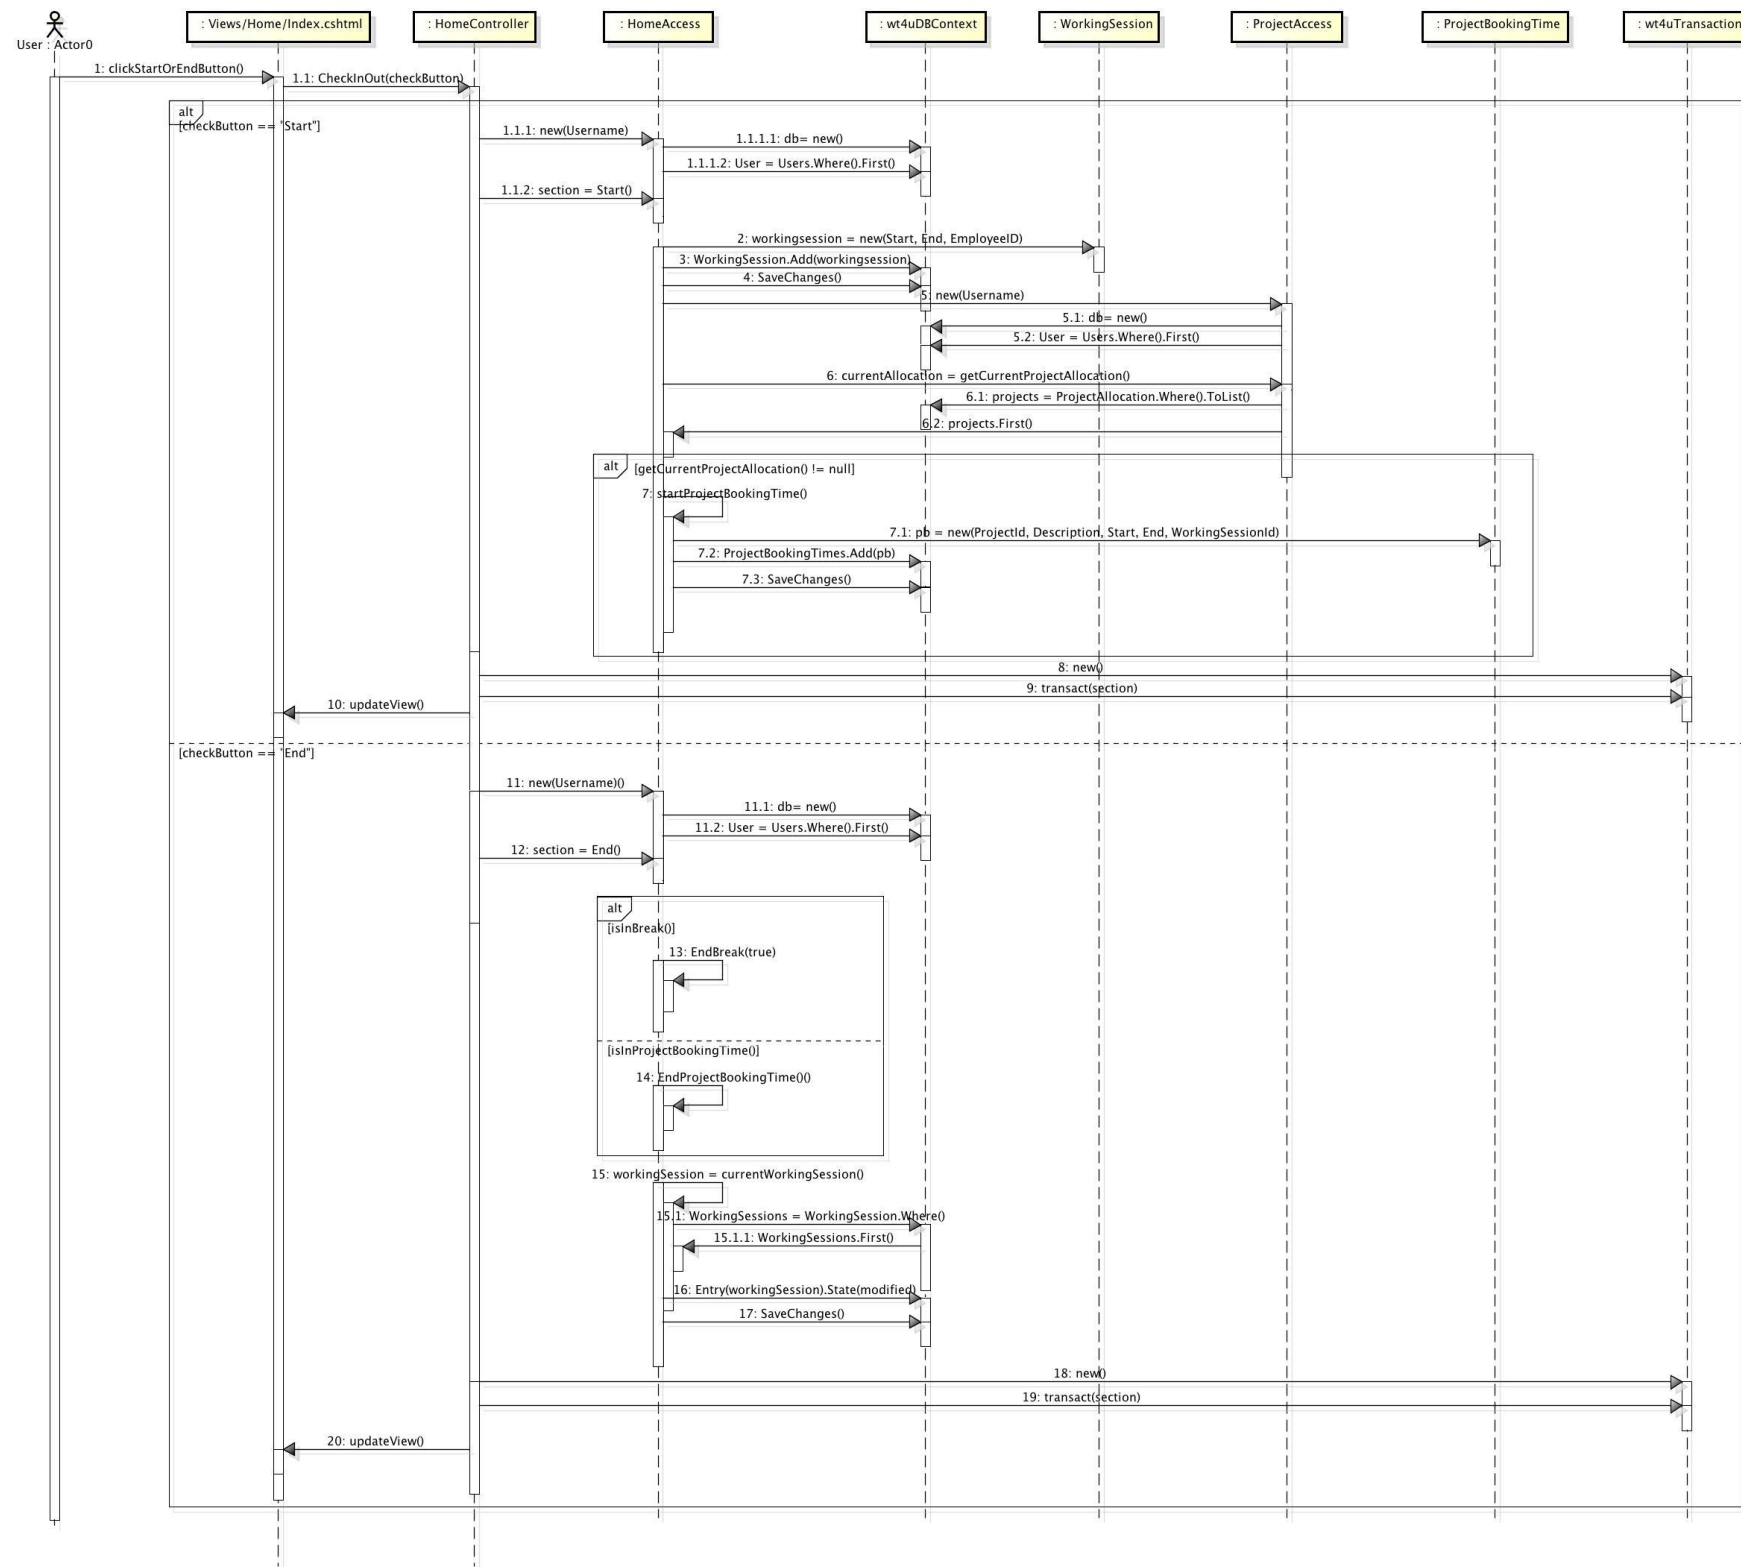 : Views/Home/Index.cshtml
: HomeController
: HomeAccess
: wt4uDBContext
: WorkingSession
: ProjectAccess
: ProjectBookingTime
: wt4uTransaction
User : Actor0
1: clickStartOrEndButton()
1.1: CheckInOut(checkButton)
alt
[checkButton == "Start"]
1.1.1: new(Username)
1.1.1.1: db= new()
1.1.1.2: User = Users.Where().First()
1.1.2: section = Start()
2: workingsession = new(Start, End, EmployeeID)
3: WorkingSession.Add(workingsession)
4: SaveChanges()
5: new(Username)
5.1: db= new()
5.2: User = Users.Where().First()
6: currentAllocation = getCurrentProjectAllocation()
6.1: projects = ProjectAllocation.Where().ToList()
6.2: projects.First()
alt
[getCurrentProjectAllocation() != null]
7: startProjectBookingTime()
7.1: pb = new(ProjectId, Description, Start, End, WorkingSessionId)
7.2: ProjectBookingTimes.Add(pb)
7.3: SaveChanges()
8: new()
9: transact(section)
10: updateView()
[checkButton == "End"]
11: new(Username)()
11.1: db= new()
11.2: User = Users.Where().First()
12: section = End()
alt
[isInBreak()]
13: EndBreak(true)
[isInProjectBookingTime()]
14: EndProjectBookingTime()()
15: workingSession = currentWorkingSession()
15.1: WorkingSessions = WorkingSession.Where()
15.1.1: WorkingSessions.First()
16: Entry(workingSession).State(modified)
17: SaveChanges()
18: new()
19: transact(section)
20: updateView()